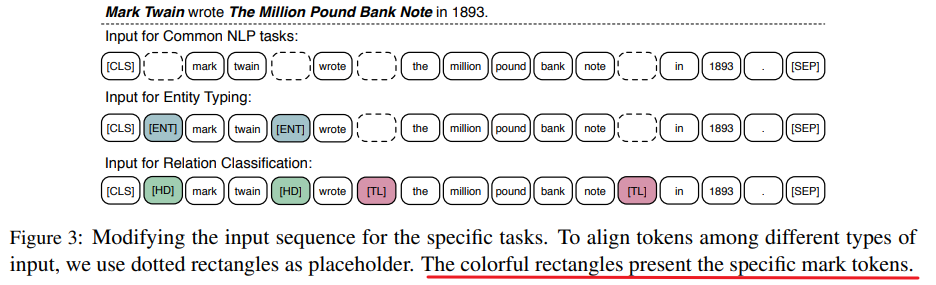 Mark Twain wrote The Million Pound Bank Note in 1893.
Input for Common NLP tasks:
[CLS] mark twain wrote the million pound bank note in 1893 . [SEP]
Input for Entity Typing:
[CLS] [ENT] mark twain [ENT] wrote the million pound bank note in 1893 . [SEP]
Input for Relation Classification:
[CLS] [HD] mark twain [HD] wrote [TL] the million pound bank note [TL] in 1893 . [SEP]
Figure 3: Modifying the input sequence for the specific tasks. To align tokens among different types of
input, we use dotted rectangles as placeholder. The colorful rectangles present the specific mark tokens.